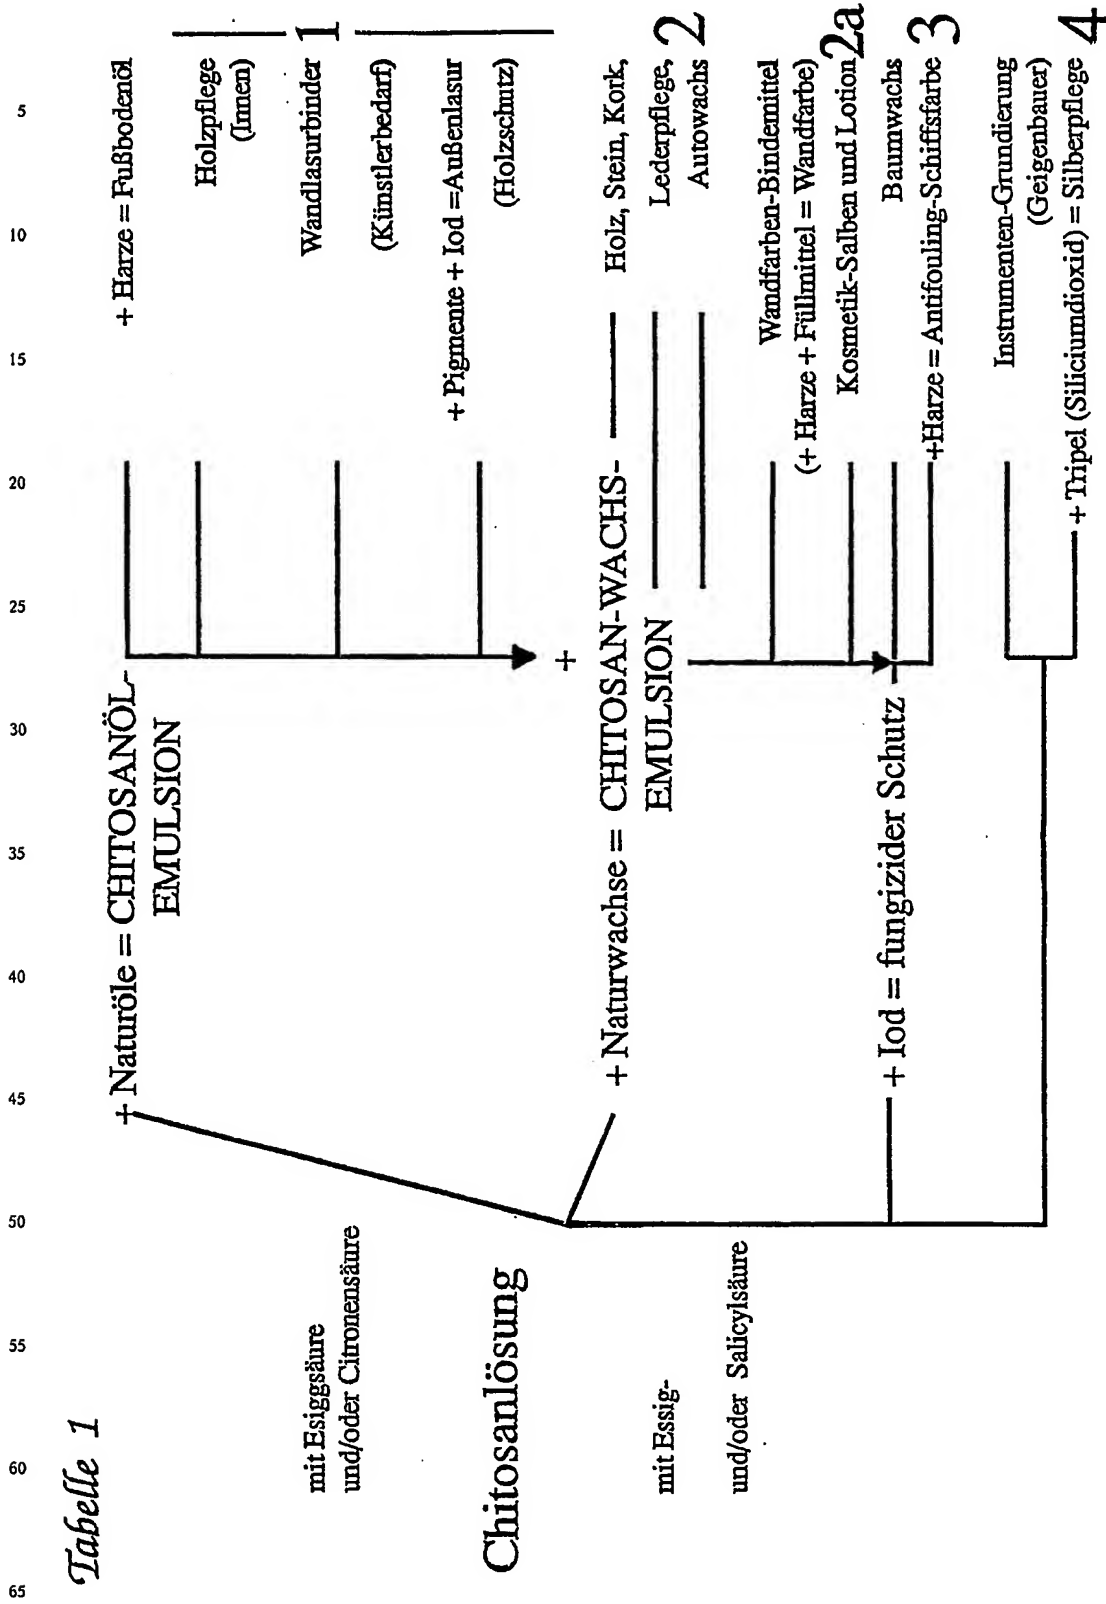 Tabelle 1
mit Esiggsäure
und/oder Citronensäure
Chitosanlösung
mit Essig-
und/oder Salicylsäure
+ Naturöle = CHITOSANÖL-
EMULSION
+ Harze = Fußbodenöl
Holzpflege
(Innen)
1
Wandlasurbinder
(Künstlerbedarf)
+ Pigmente + Iod =Außenlasur
(Holzschutz)
+
+ Naturwachse = CHITOSAN-WACHS-
EMULSION
Holz, Stein, Kork,
Lederpflege,
2
Autowachs
Wandfarben-Bindemittel
(+ Harze + Füllmittel = Wandfarbe)
Kosmetik-Salben und Lotion
2a
+ Iod = fungizider Schutz
Baumwachs
+Harze = Antifouling-Schiffsfarbe
3
Instrumenten-Grundierung
(Geigenbauer)
+ Tripel (Siliciumdioxid) = Silberpflege
4
5
10
15
20
25
30
35
40
45
50
55
60
65